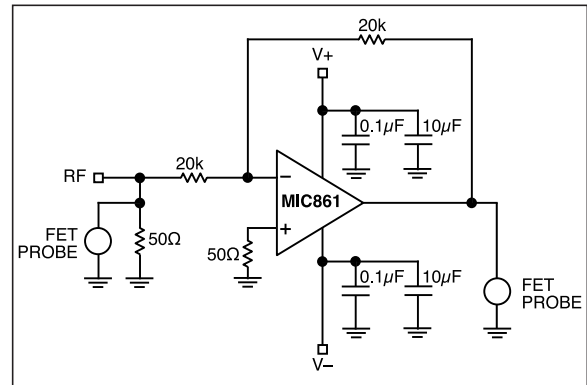 20k
V+
0.1µF
10µF
20k
RF
−
MIC861
+
FET
PROBE
50Ω
50Ω
0.1µF
10µF
FET
PROBE
V−